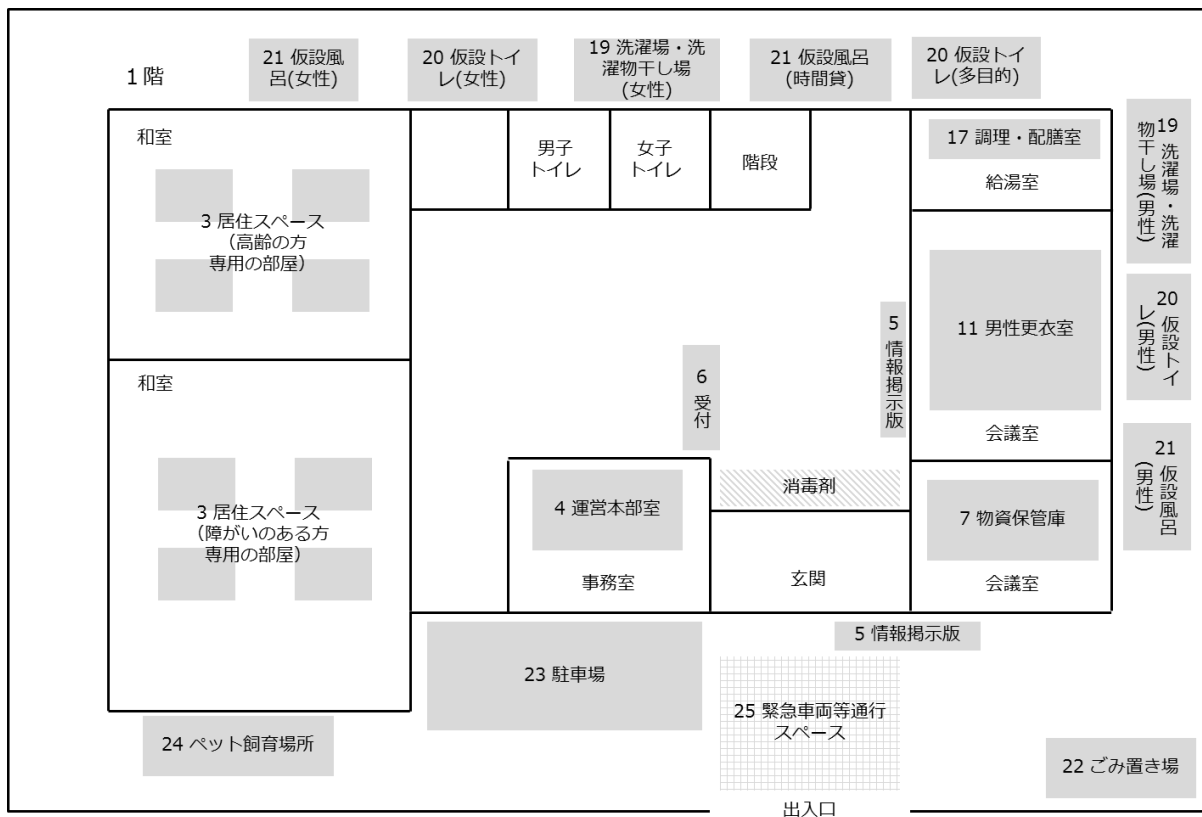 1階
21 仮設風
呂(女性)
20 仮設トイ
レ(女性)
19 洗濯場・洗
濯物干し場
(女性)
21 仮設風呂
(時間貸)
20 仮設トイ
レ(多目的)
和室
3 居住スペース
(高齢の方
専用の部屋)
男子
トイレ
女子
トイレ
階段
17 調理・配膳室
給湯室
19 洗濯場・洗濯
物干し場(男性)
11 男性更衣室
会議室
5 情報掲示版
6 受付
20 仮設トイ
レ(男性)
和室
3 居住スペース
(障がいのある方
専用の部屋)
4 運営本部室
事務室
消毒剤
玄関
7 物資保管庫
会議室
21 仮設風呂
(男性)
5 情報掲示版
23 駐車場
25 緊急車両等通行
スペース
24 ペット飼育場所
22 ごみ置き場
出入口